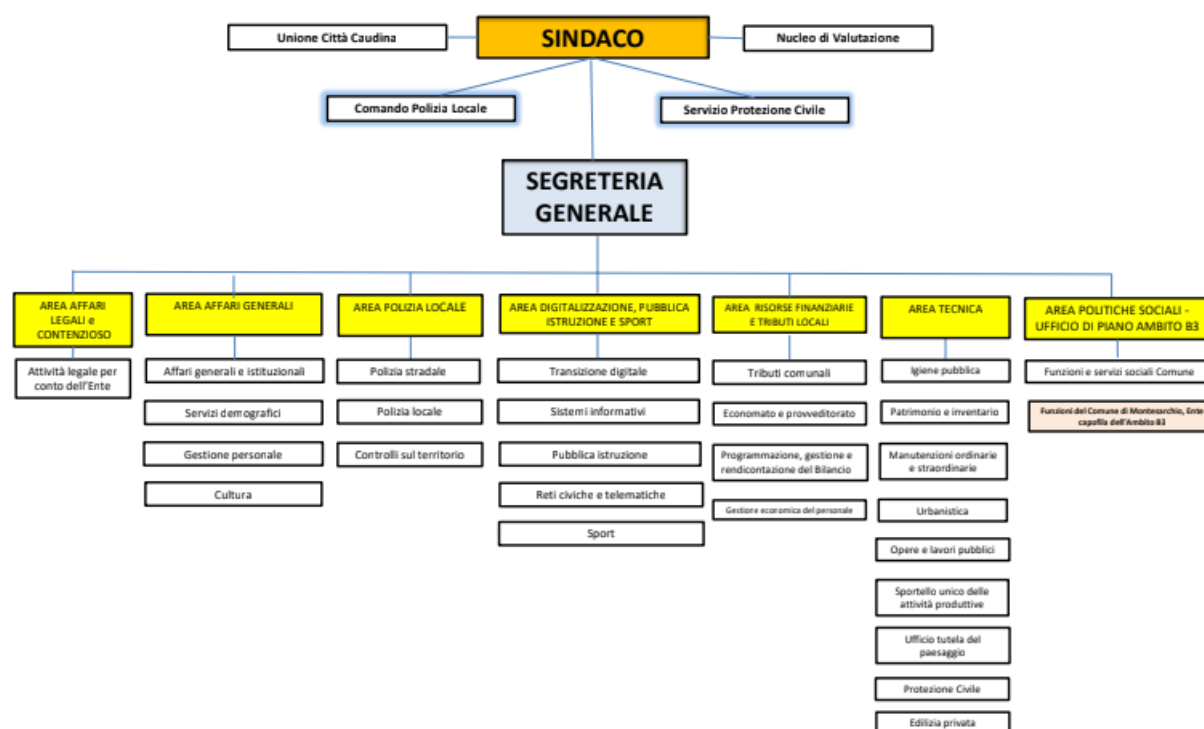 Unione Città Caudina
SINDACO
Nucleo di Valutazione
Comando Polizia Locale
Servizio Protezione Civile
SEGRETERIA
GENERALE
AREA AFFARI
LEGALI e
CONTENZIOSO
Attività legale per
conto dell'Ente
AREA AFFARI GENERALI
Affari generali e istituzionali
Servizi demografici
Gestione personale
Cultura
AREA POLIZIA LOCALE
Polizia stradale
Polizia locale
Controlli sul territorio
AREA DIGITALIZZAZIONE, PUBBLICA
ISTRUZIONE E SPORT
Transizione digitale
Sistemi informativi
Pubblica istruzione
Reti civiche e telematiche
Sport
AREA RISORSE FINANZIARIE
E TRIBUTI LOCALI
Tributi comunali
Economato e provveditorato
Programmazione, gestione e
rendicontazione del Bilancio
Gestione economica del personale
AREA TECNICA
Igiene pubblica
Patrimonio e inventario
Manutenzioni ordinarie
e straordinarie
Urbanistica
Opere e lavori pubblici
Sportello unico delle
attività produttive
Ufficio tutela del
paesaggio
Protezione Civile
Edilizia privata
AREA POLITICHE SOCIALI -
UFFICIO DI PIANO AMBITO B3
Funzioni e servizi sociali Comune
Funzioni del Comune di Montesarchio, Ente
capofila dell'Ambito B3